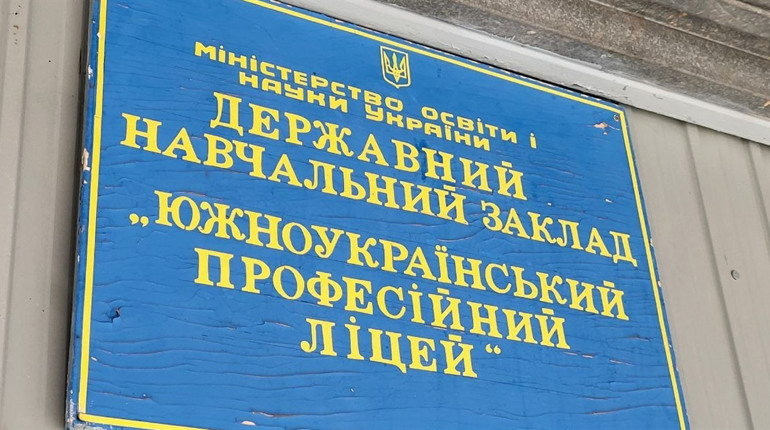 МІНІСТЕРСТВО ОСВІТИ І
НАУКИ УКРАЇНИ
ДЕРЖАВНИЙ
НАВЧАЛЬНИЙ ЗАКЛАД
„ЮЖНОУКРАЇНСЬКИЙ
ПРОФЕСІЙНИЙ
ЛІЦЕЙ“